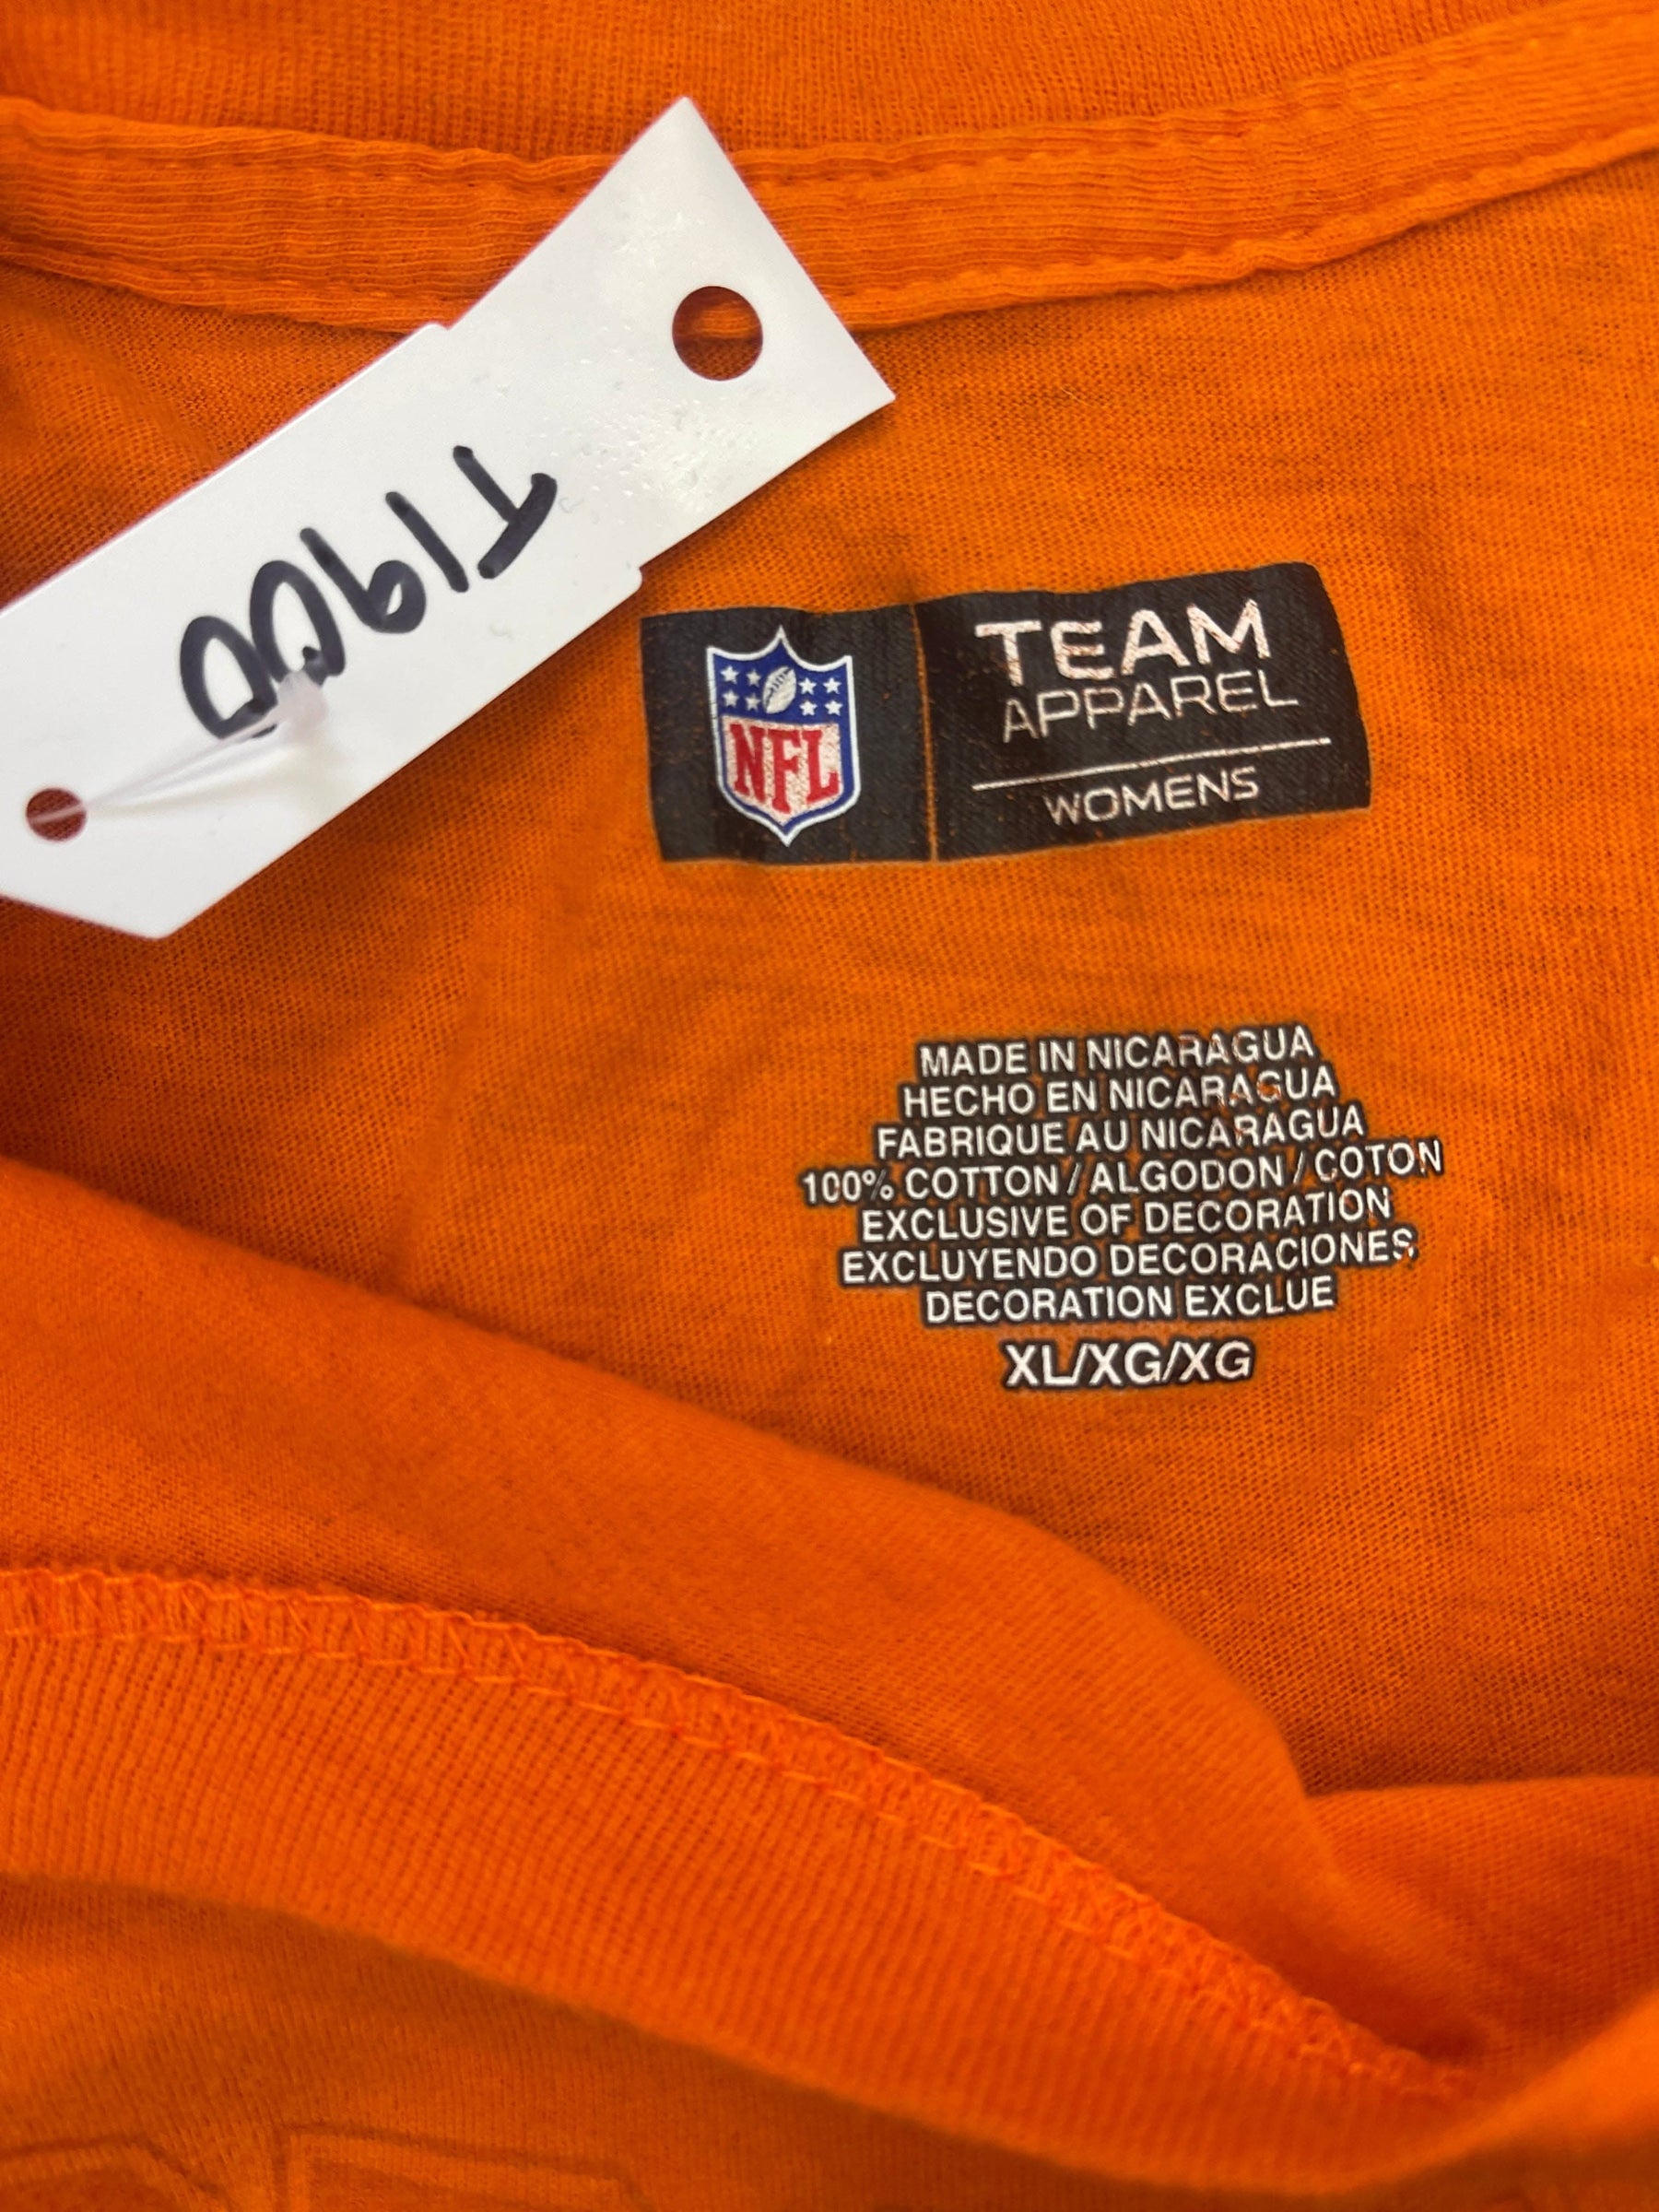 T1900
NFL
TEAM
APPAREL
WOMENS
MADE IN NICARAGUA
HECHO EN NICARAGUA
FABRIQUE AU NICARAGUA
100% COTTON / ALGODON / COTON
EXCLUSIVE OF DECORATION
EXCLUYENDO DECORACIONES
DECORATION EXCLUE
XL/XG/XG